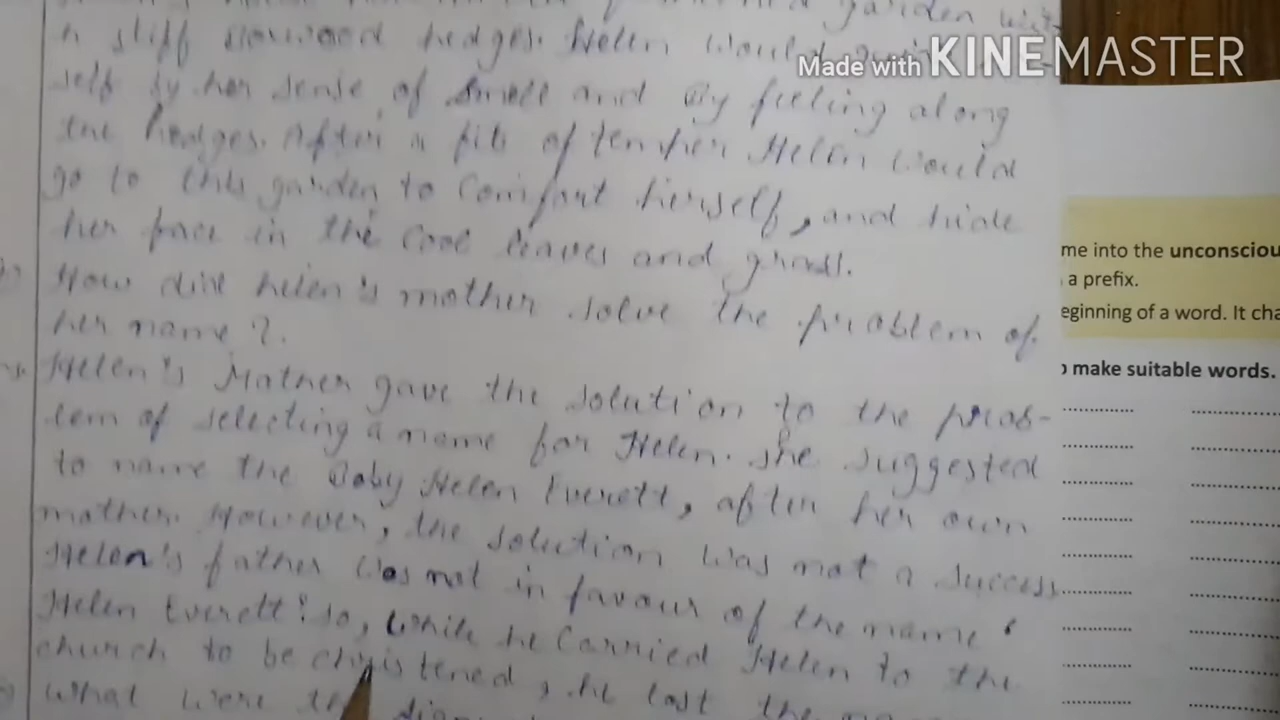 garden with
a stiff boxwood hedges. Helen would
Made with KINEMASTER
self by her sense of smell and By feeling along
the hedges. After a fits of temper Helen would
go to this garden to comfort herself, and hide
her face in the cool leaves and grass.
How did helen's mother solve the problem of
her name?
Helen's Mother gave the solution to the prob-
lem of selecting a name for Helen. She suggested
to name the Baby Helen Everett, after her own
mother. However, the solution was not a success
Helen's father was not in favour of the name '
Helen Everett' so, while he carried Helen to the
church to be christened, he lost the
What were the
me into the unconsciou
a prefix.
eginning of a word. It cha
o make suitable words.